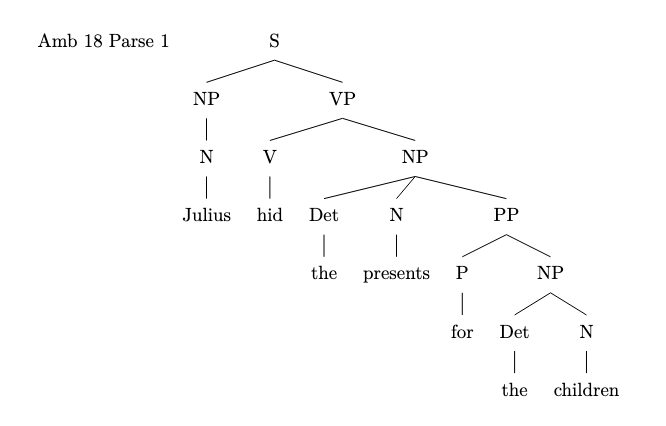 Amb 18 Parse 1 S
NP VP
N V NP
Julius hid Det N PP
the presents P NP
for Det N
the children